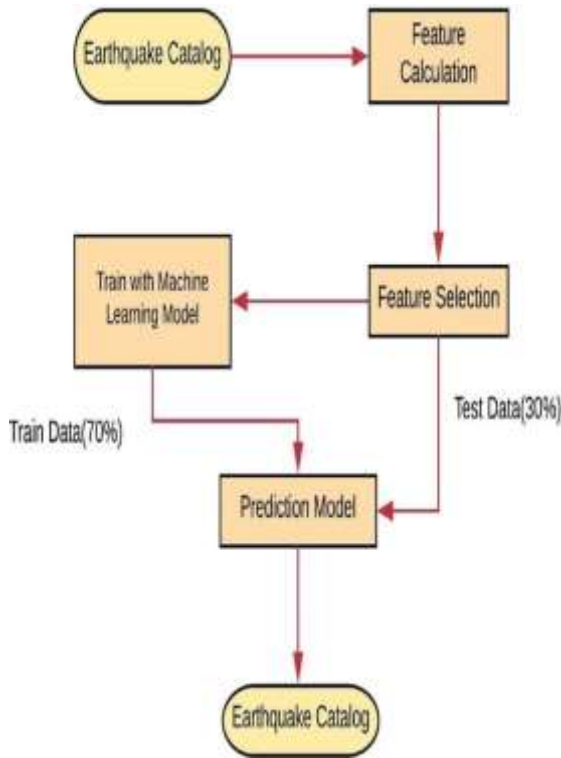 Earthquake Catalog
Feature
Calculation
Train with Machine
Learning Model
Feature Selection
Train Data(70%)
Test Data(30%)
Prediction Model
Earthquake Catalog